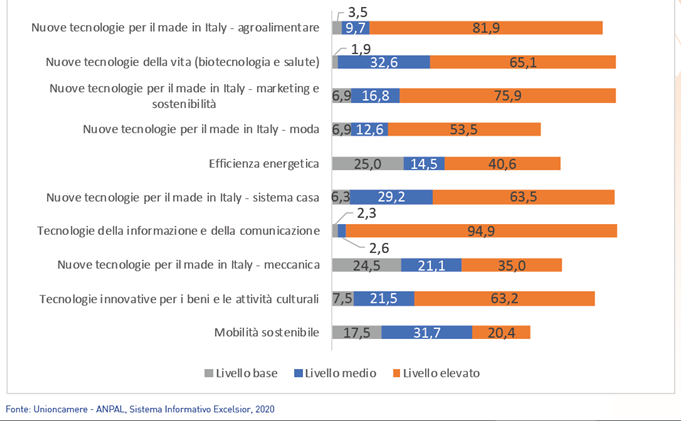 3,5
Nuove tecnologie per il made in Italy - agroalimentare 9,7 81,9
1,9
Nuove tecnologie della vita (biotecnologia e salute) 32,6 65,1
Nuove tecnologie per il made in Italy - marketing e
sostenibilità 6,9 16,8 75,9
Nuove tecnologie per il made in Italy - moda 6,9 12,6 53,5
Efficienza energetica 25,0 14,5 40,6
Nuove tecnologie per il made in Italy - sistema casa 6,3 29,2 63,5
2,3
Tecnologie della informazione e della comunicazione 94,9
2,6
Nuove tecnologie per il made in Italy - meccanica 24,5 21,1 35,0
Tecnologie innovative per i beni e le attività culturali 7,5 21,5 63,2
Mobilità sostenibile 17,5 31,7 20,4
Livello base Livello medio Livello elevato
Fonte: Unioncamere - ANPAL, Sistema Informativo Excelsior, 2020